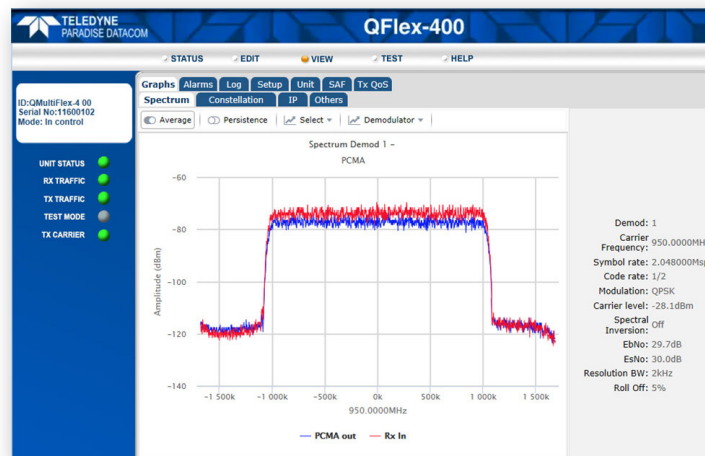 TELEDYNE
PARADISE DATACOM
QFlex-400
STATUS EDIT VIEW TEST HELP
ID:QMultiFlex-4 00
Serial No:11600102
Mode: In control
UNIT STATUS
RX TRAFFIC
TX TRAFFIC
TEST MODE
TX CARRIER
Graphs Alarms Log Setup Unit SAF Tx QoS
Spectrum Constellation IP Others
Average Persistence Select Demodulator
Spectrum Demod 1 –
PCMA
Amplitude (dBm)
−60
−80
−100
−120
−140
−1 500k −1 000k −500k 0k 500k 1 000k 1 500k
950.0000MHz
PCMA out Rx In
Demod: 1
Carrier
Frequency: 950.0000MH
Symbol rate: 2.048000Msp
Code rate: 1/2
Modulation: QPSK
Carrier level: -28.1dBm
Spectral
Inversion: Off
EbNo: 29.7dB
EsNo: 30.0dB
Resolution BW: 2kHz
Roll Off: 5%